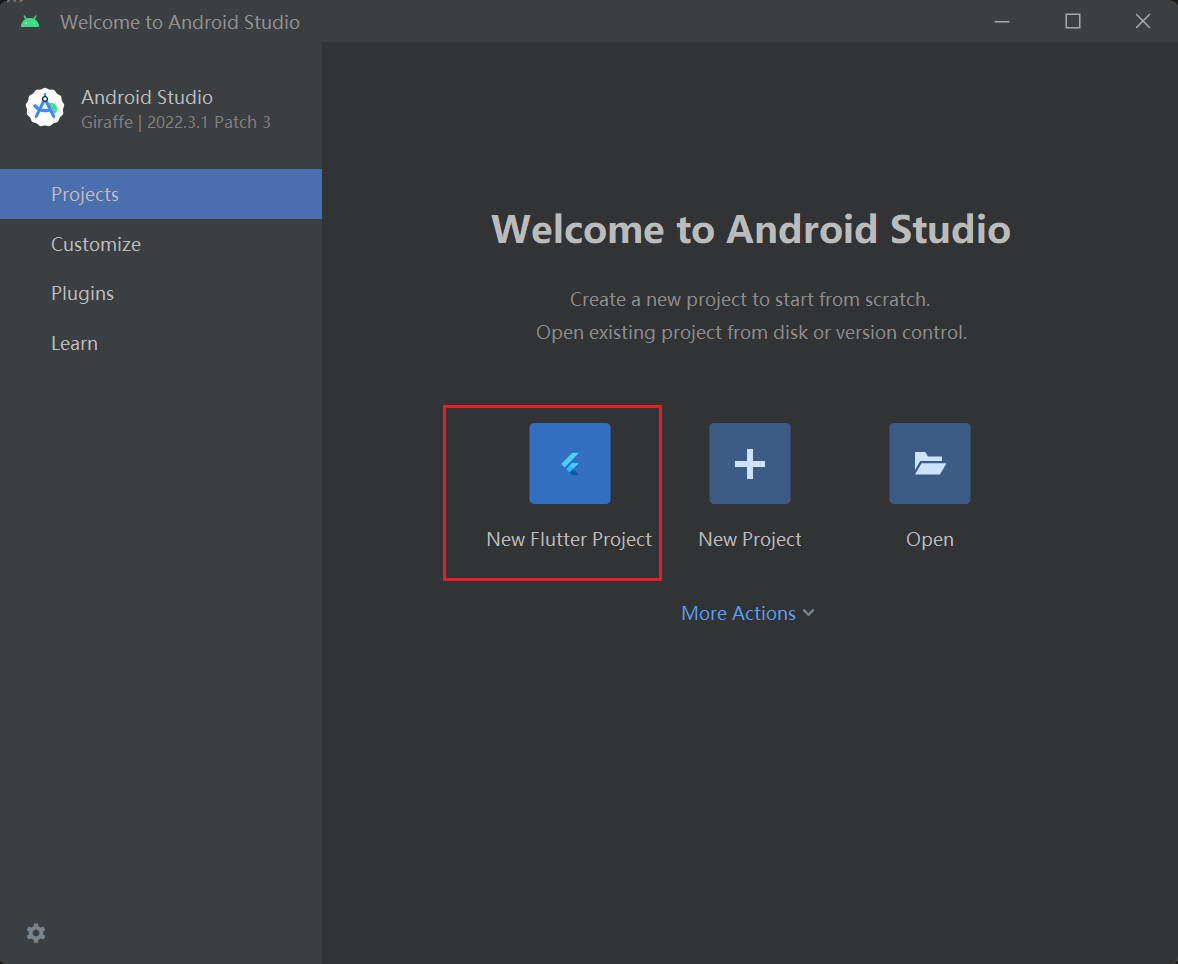 Welcome to Android Studio
Android Studio
Giraffe | 2022.3.1 Patch 3
Projects
Customize
Plugins
Learn
Welcome to Android Studio
Create a new project to start from scratch.
Open existing project from disk or version control.
New Flutter Project
New Project
Open
More Actions